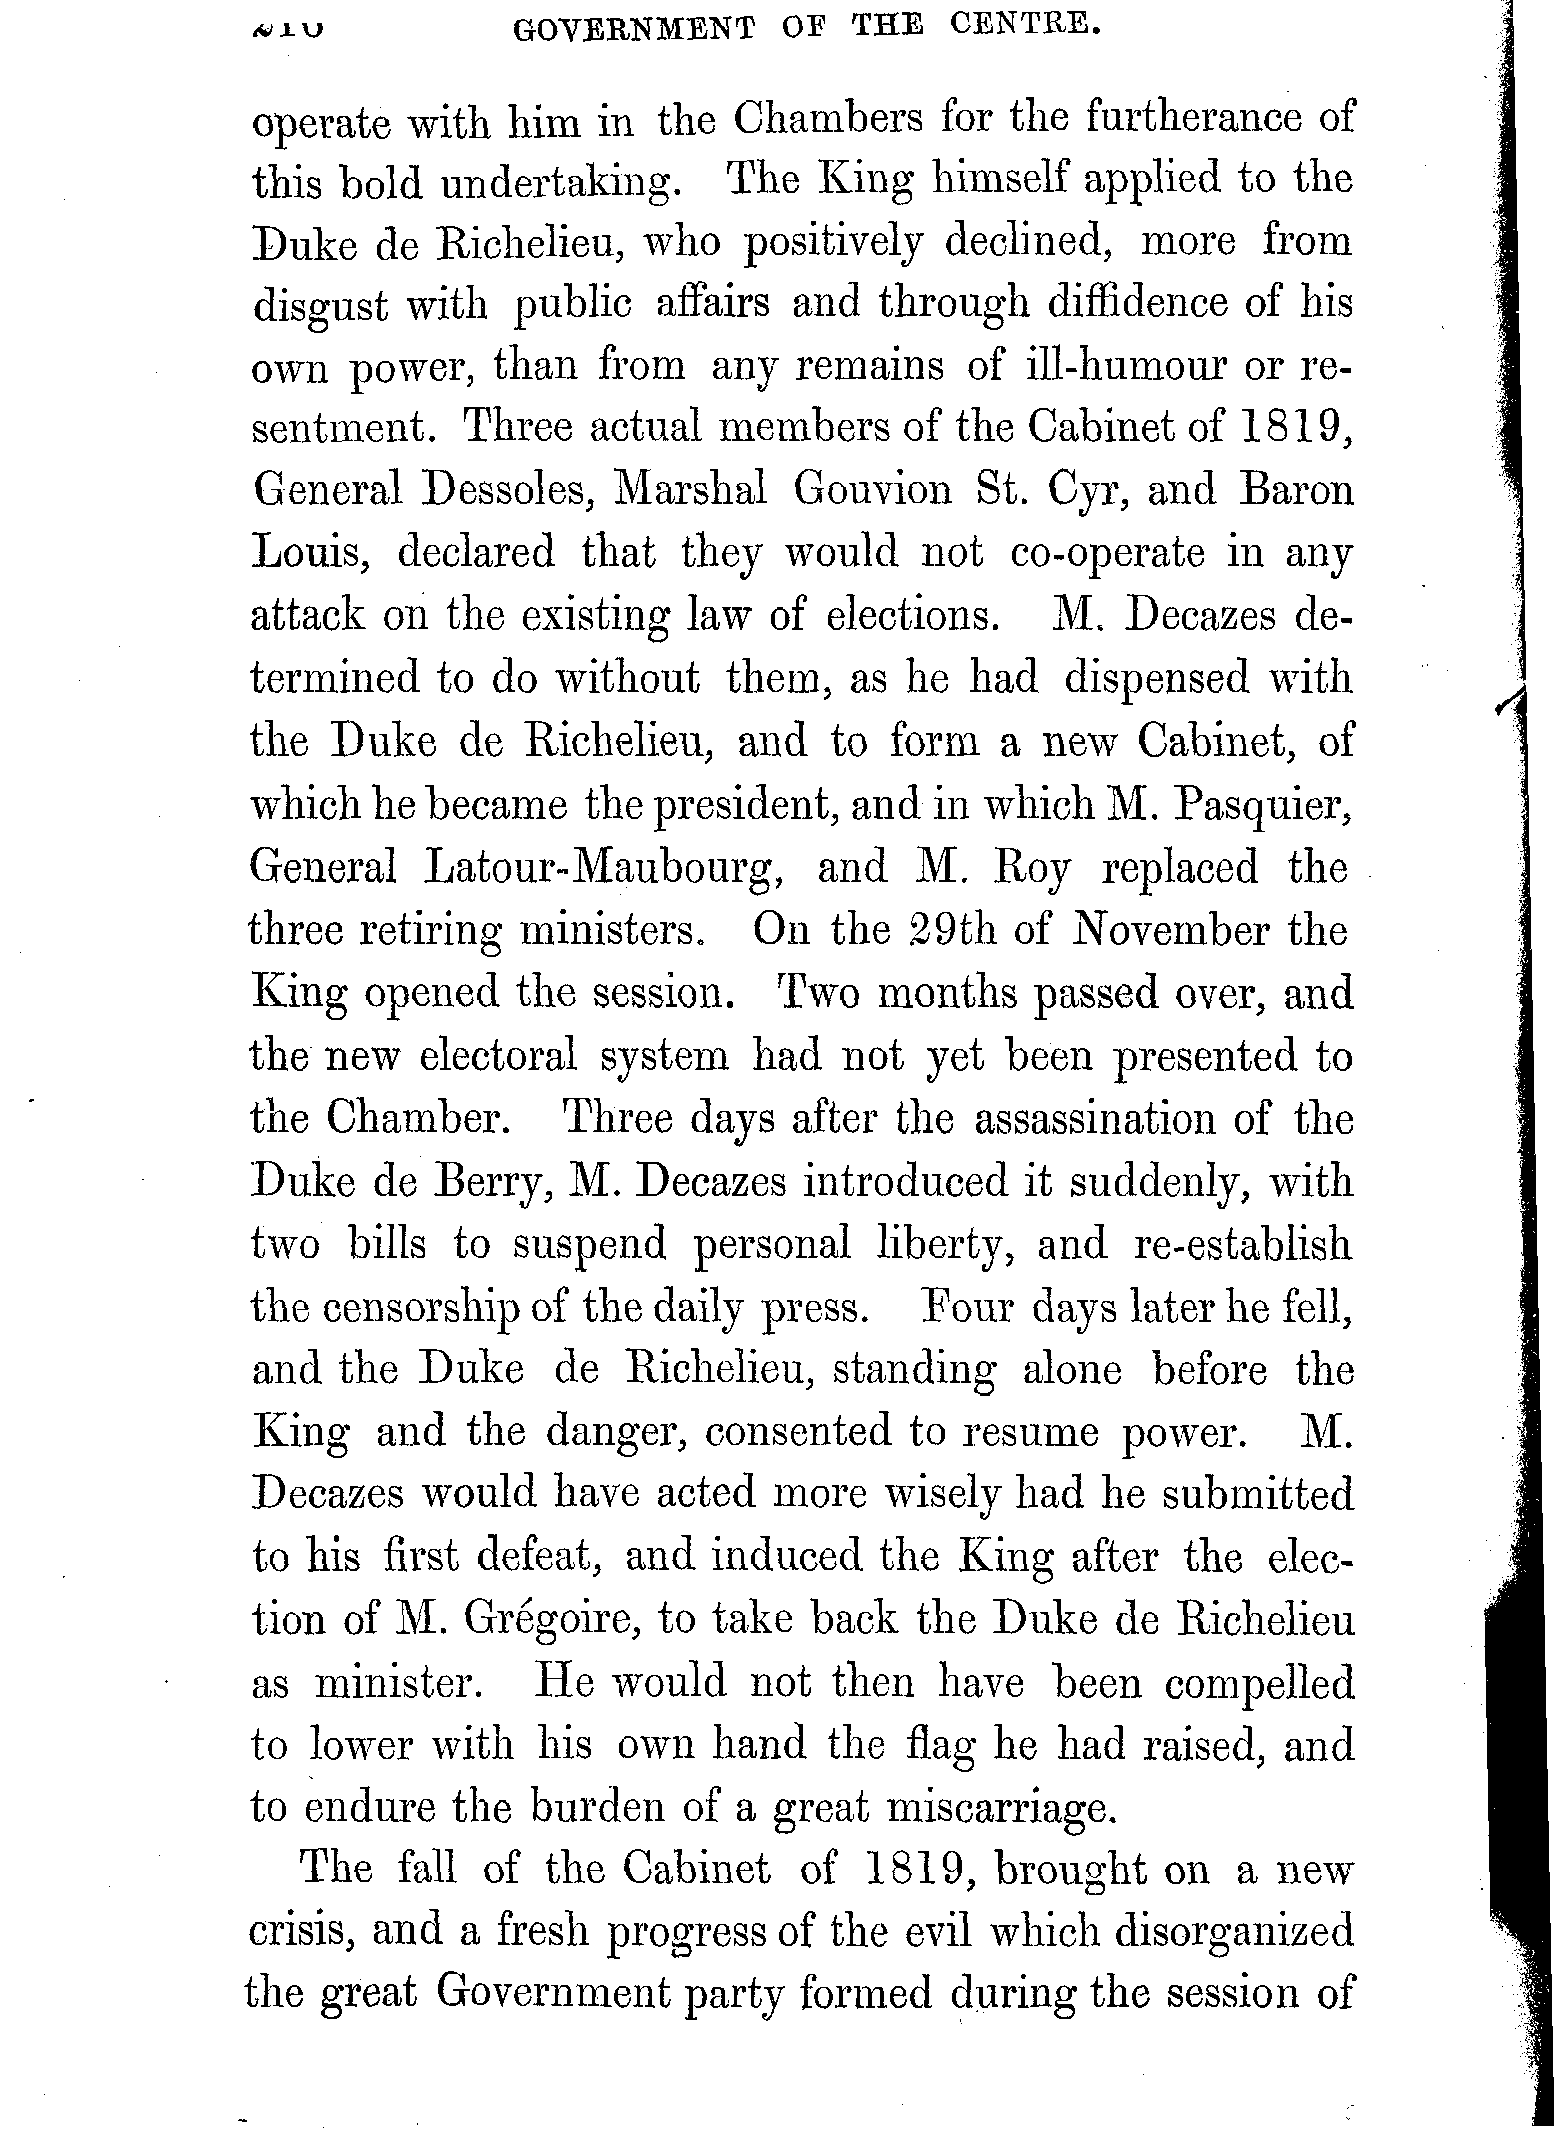 GOVERNMENT OF THE CENTRE.
operate with him in the Chambers for the furtherance of
this bold undertaking. The King himself applied to the
Duke de Richelieu, who positively declined, more from
disgust with public affairs and through diffidence of his
own power, than from any remains of ill-humour or re-
sentment. Three actual members of the Cabinet of 1819,
General Dessoles, Marshal Gouvion St. Cyr, and Baron
Louis, declared that they would not co-operate in any
attack on the existing law of elections. M. Decazes de-
termined to do without them, as he had dispensed with
the Duke de Richelieu, and to form a new Cabinet, of
which he became the president, and in which M. Pasquier,
General Latour-Maubourg, and M. Roy replaced the
three retiring ministers. On the 29th of November the
King opened the session. Two months passed over, and
the new electoral system had not yet been presented to
the Chamber. Three days after the assassination of the
Duke de Berry, M. Decazes introduced it suddenly, with
two bills to suspend personal liberty, and re-establish
the censorship of the daily press. Four days later he fell,
and the Duke de Richelieu, standing alone before the
King and the danger, consented to resume power. M.
Decazes would have acted more wisely had he submitted
to his first defeat, and induced the King after the elec-
tion of M. Grégoire, to take back the Duke de Richelieu
as minister. He would not then have been compelled
to lower with his own hand the flag he had raised, and
to endure the burden of a great miscarriage.
The fall of the Cabinet of 1819, brought on a new
crisis, and a fresh progress of the evil which disorganized
the great Government party formed during the session of